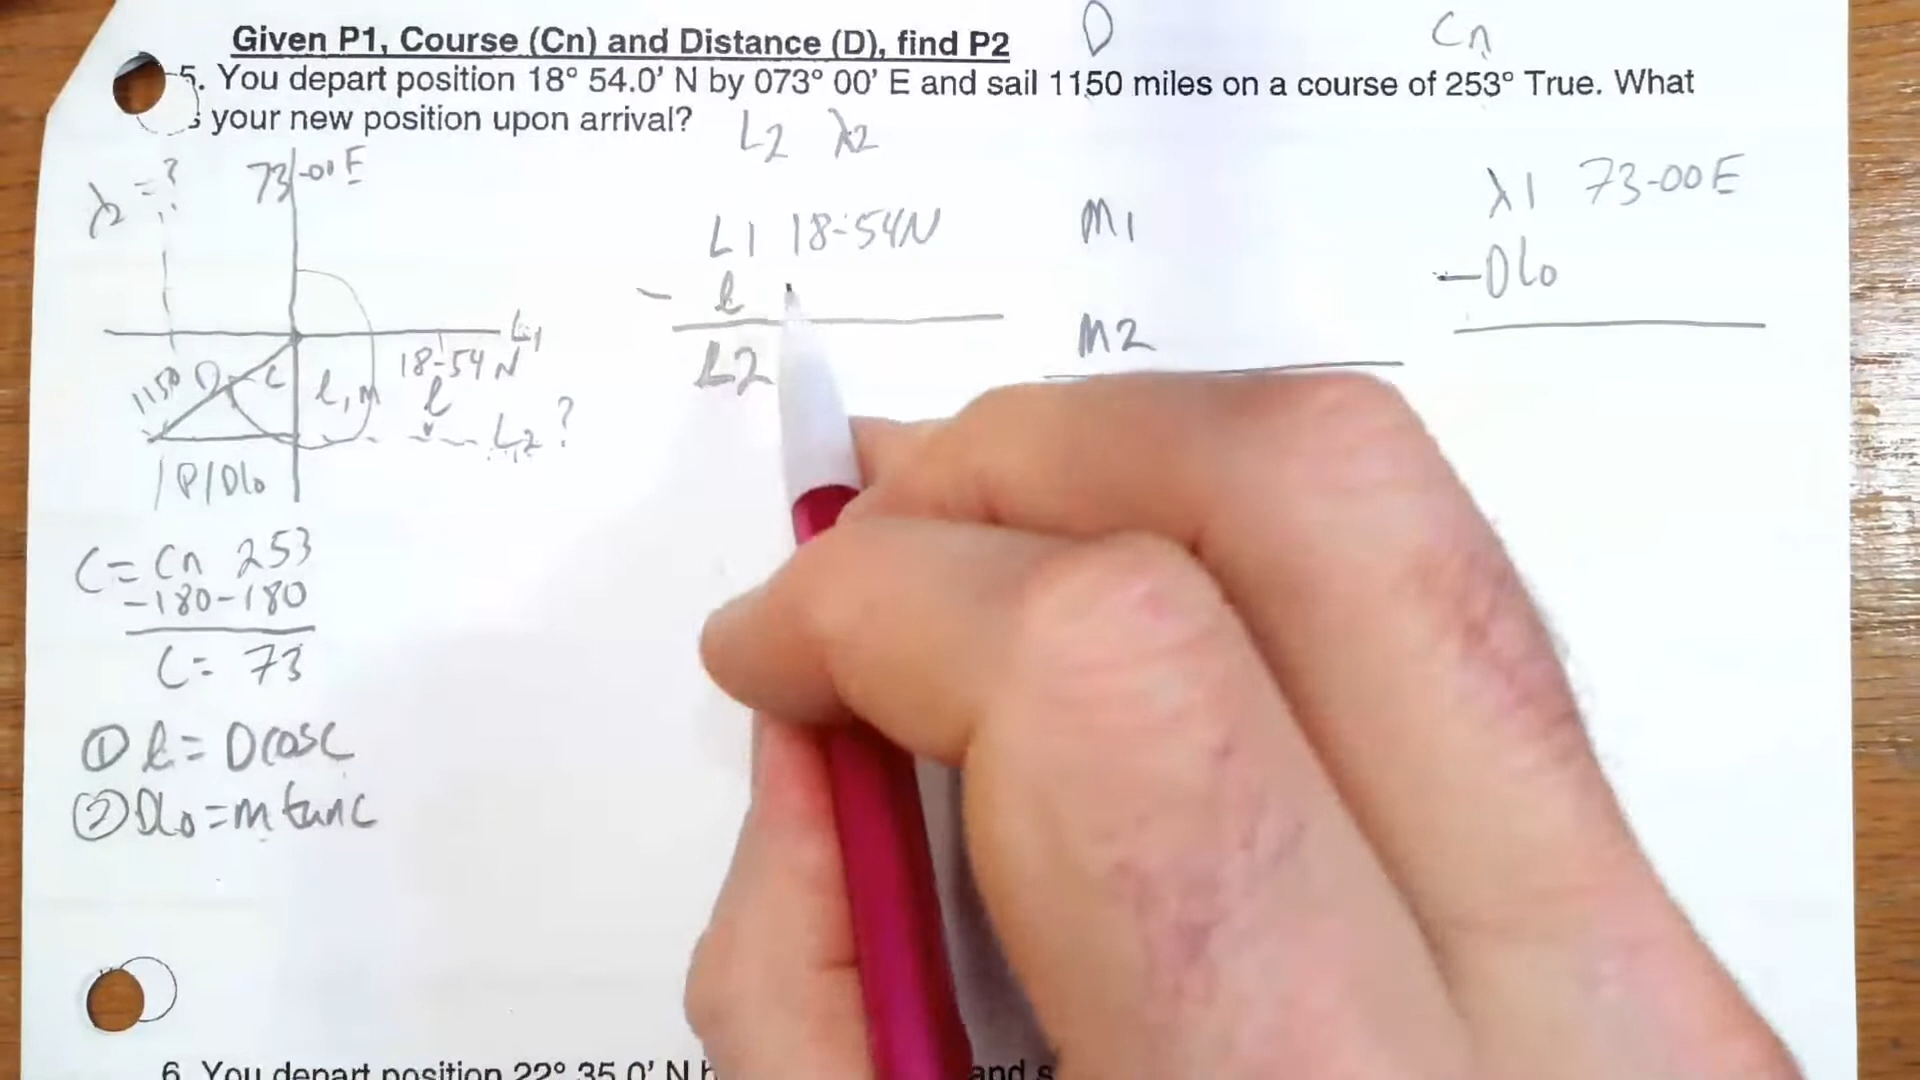 D Cn
Given P1, Course (Cn) and Distance (D), find P2
5. You depart position 18° 54.0' N by 073° 00' E and sail 1150 miles on a course of 253° True. What
your new position upon arrival? L2 λ2
λ2 = ? 73-00 E
L1
18-54 N
1150 D C l, m l
L2 ?
P/Dlo
L1 18-54N
- l
L2
M1
M2
λ1 73-00E
-Dlo
C = Cn 253
-180-180
C = 73
① l = D cos C
② Dlo = m tan C
6. You depart position 22° 35.0' N
and s